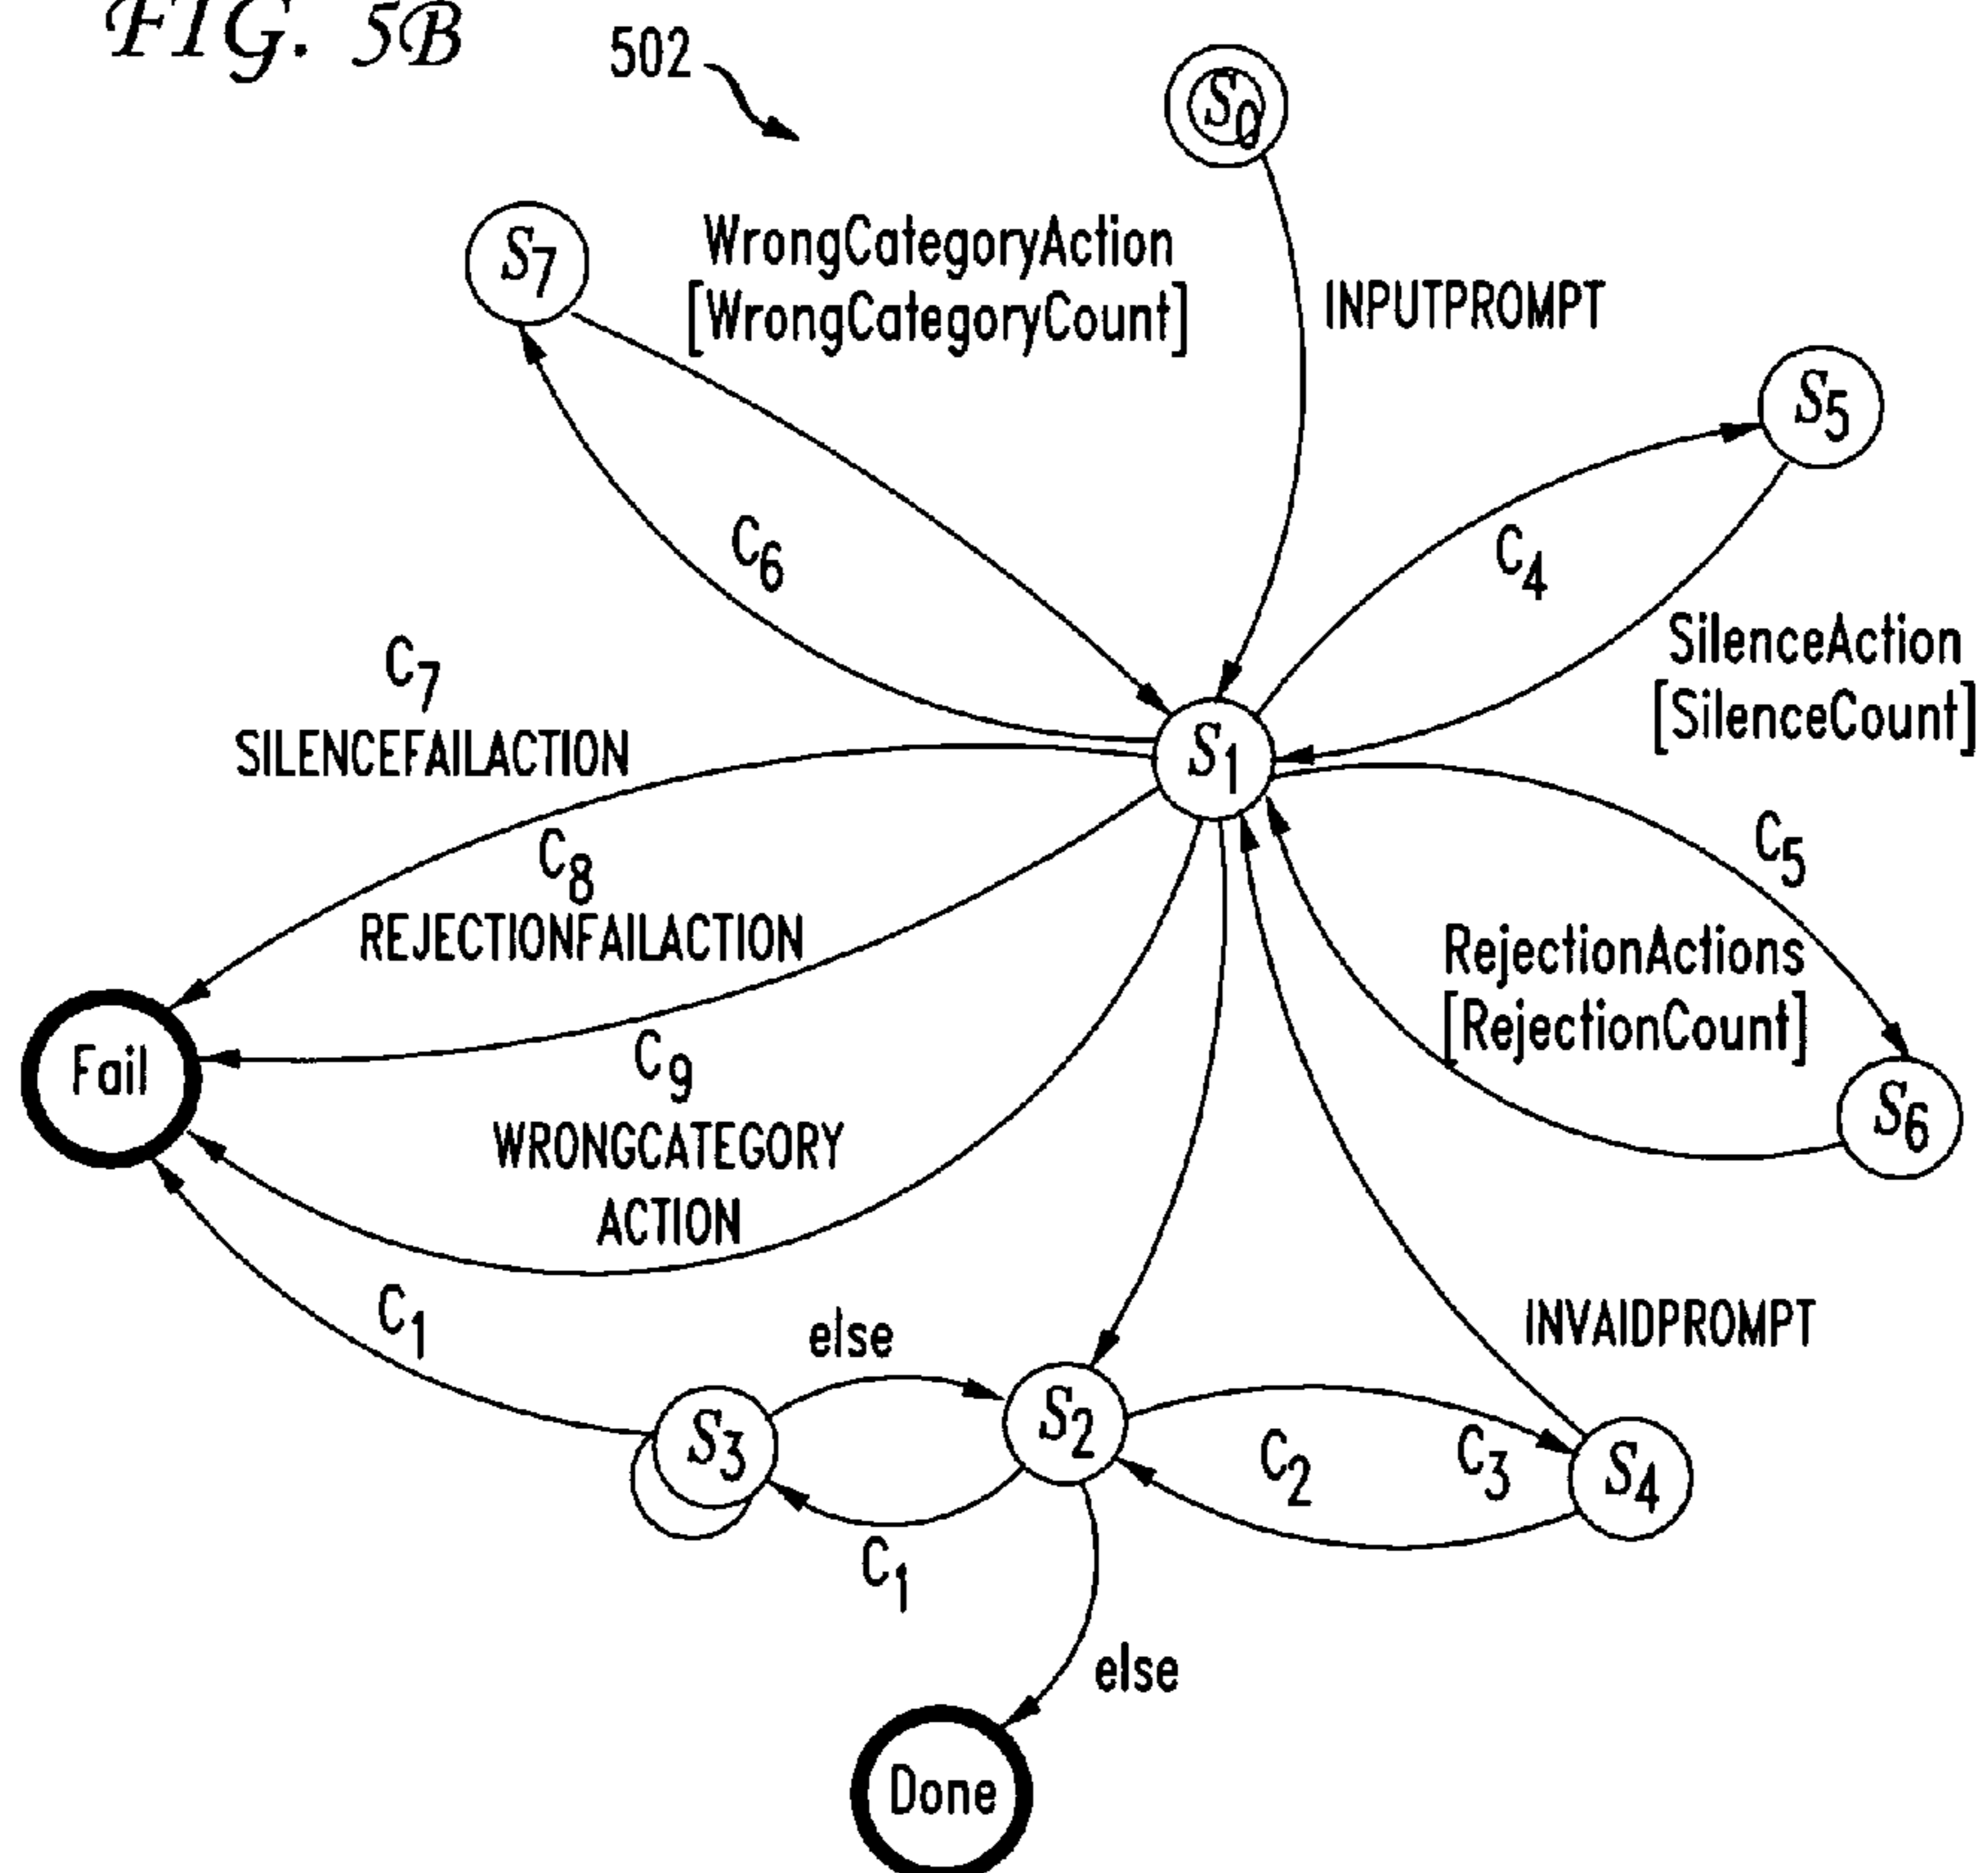 FIG. 5B
502
S0
S7
WrongCategoryAction
[WrongCategoryCount]
INPUTPROMPT
S5
C6
C4
C7
SILENCEFAILACTION
SilenceAction
[SilenceCount]
S1
C8
REJECTIONFAILACTION
C5
RejectionActions
[RejectionCount]
Fail
C9
WRONGCATEGORY
ACTION
S6
C1
else
INVAIDPROMPT
S3
S2
C2
C3
S4
C1
else
Done